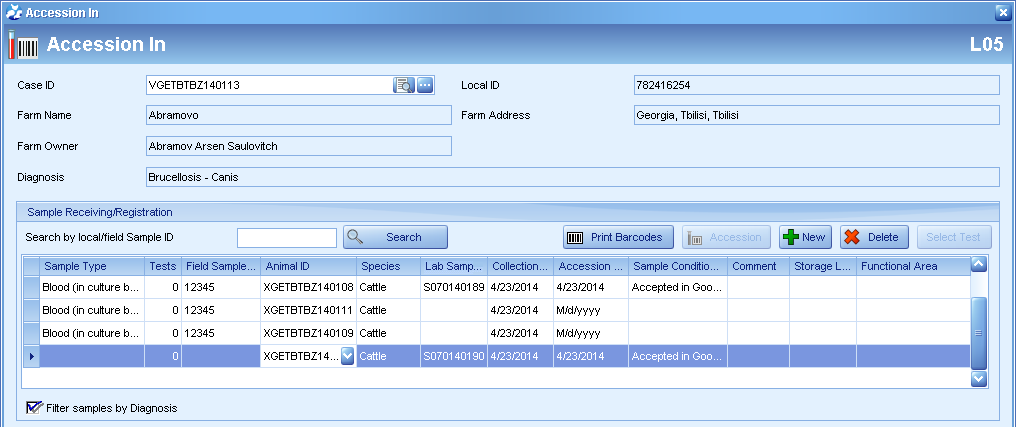 Accession In
Accession In L05
Case ID VGETBTBZ140113 Local ID 782416254
Farm Name Abramovo Farm Address Georgia, Tbilisi, Tbilisi
Farm Owner Abramov Arsen Saulovitch
Diagnosis Brucellosis - Canis
Sample Receiving/Registration
Search by local/field Sample ID Search Print Barcodes Accession New Delete Select Test
Sample Type Tests Field Sample... Animal ID Species Lab Samp... Collection... Accession ... Sample Conditio... Comment Storage L... Functional Area
Blood (in culture b... 0 12345 XGETBTBZ140108 Cattle S070140189 4/23/2014 4/23/2014 Accepted in Goo...
Blood (in culture b... 0 12345 XGETBTBZ140111 Cattle 4/23/2014 M/d/yyyy
Blood (in culture b... 0 12345 XGETBTBZ140109 Cattle 4/23/2014 M/d/yyyy
0 XGETBTBZ14... Cattle S070140190 4/23/2014 4/23/2014 Accepted in Goo...
Filter samples by Diagnosis